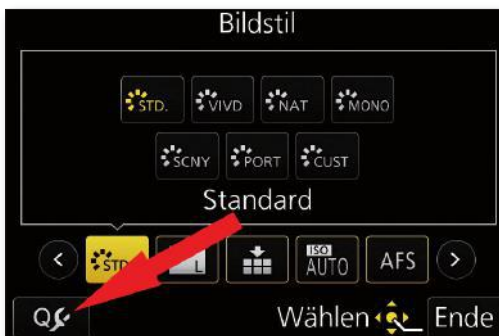 Bildstil
STD. VIVD NAT MONO
SCNY PORT CUST
Standard
STD. L ISO AUTO AFS
Q Wählen Ende